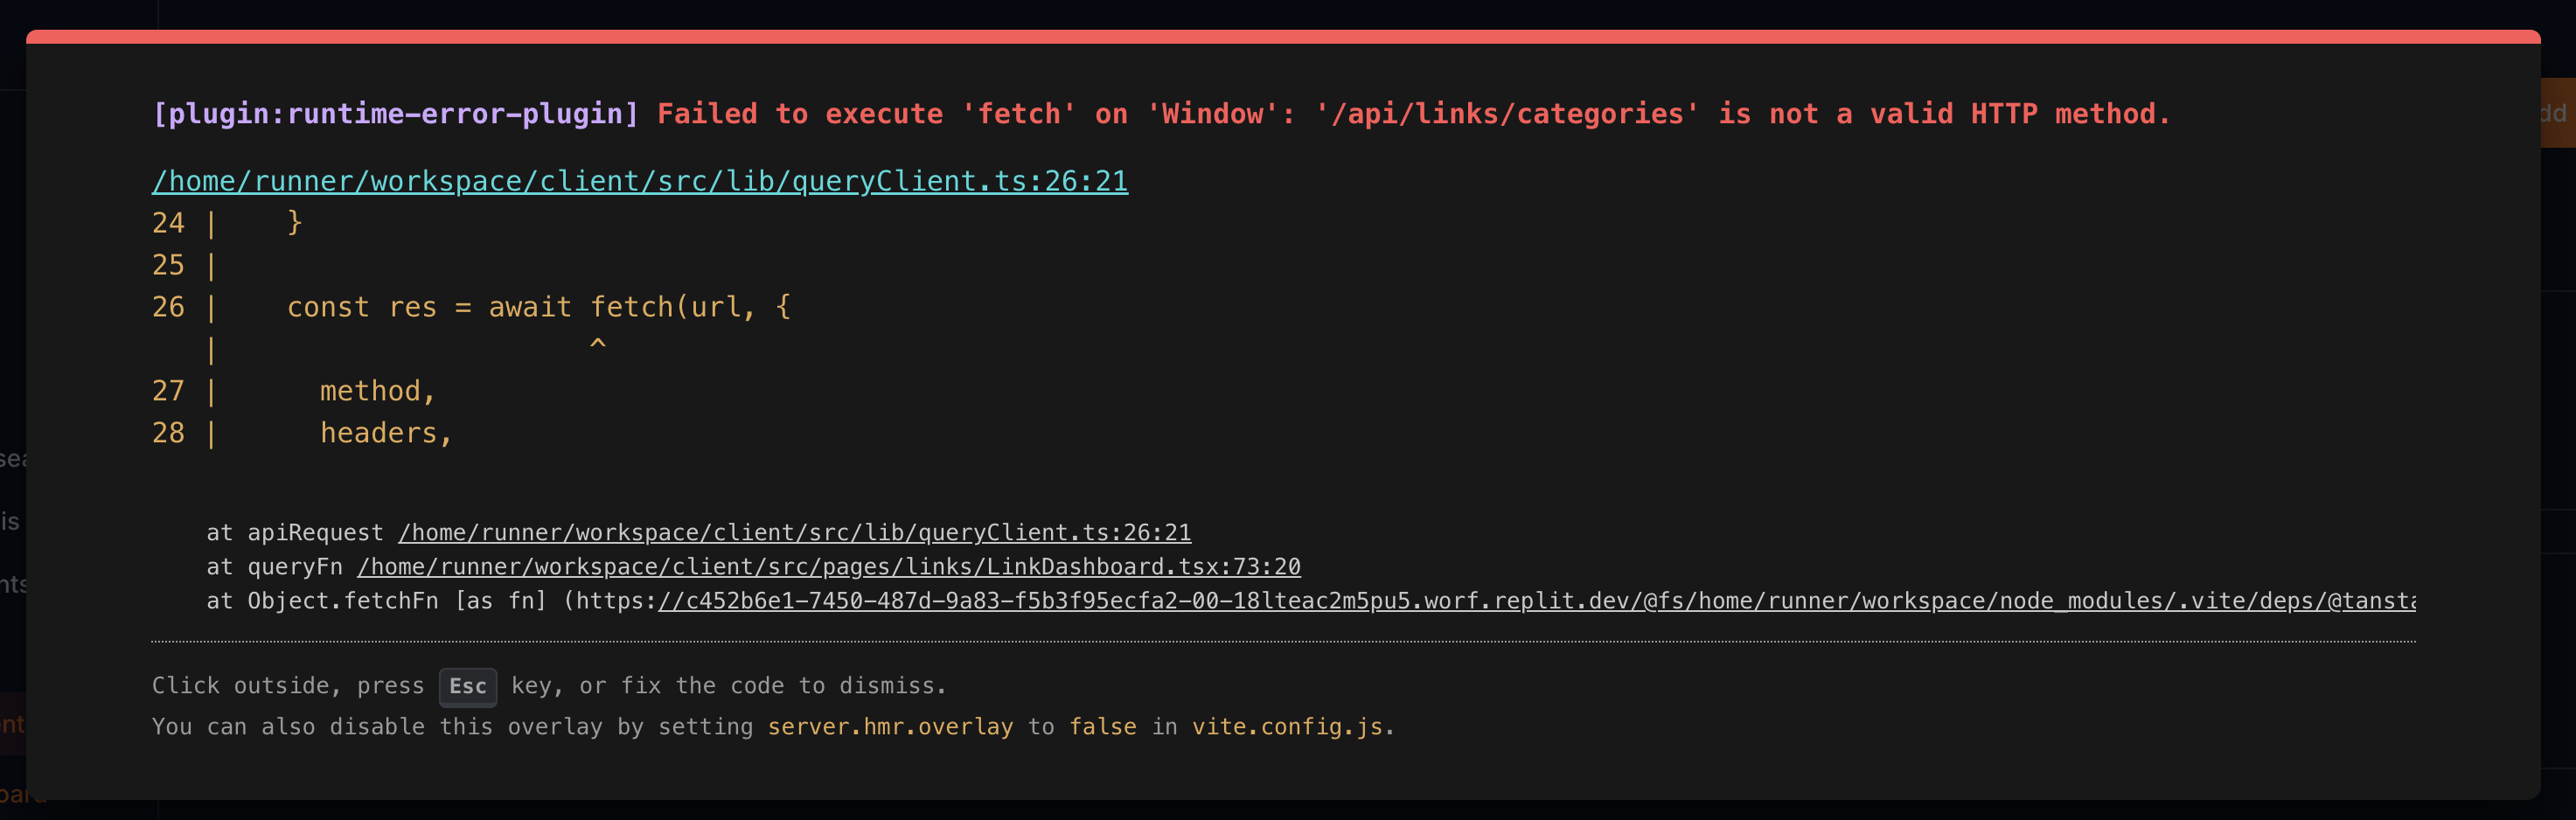 [plugin:runtime-error-plugin] Failed to execute 'fetch' on 'Window': '/api/links/categories' is not a valid HTTP method.
/home/runner/workspace/client/src/lib/queryClient.ts:26:21
24 |    }
25 |
26 |    const res = await fetch(url, {
   |                      ^
27 |      method,
28 |      headers,
at apiRequest /home/runner/workspace/client/src/lib/queryClient.ts:26:21
at queryFn /home/runner/workspace/client/src/pages/links/LinkDashboard.tsx:73:20
at Object.fetchFn [as fn] (https://c452b6e1-7450-487d-9a83-f5b3f95ecfa2-00-18lteac2m5pu5.worf.replit.dev/@fs/home/runner/workspace/node_modules/.vite/deps/@tansta
Click outside, press Esc key, or fix the code to dismiss.
You can also disable this overlay by setting server.hmr.overlay to false in vite.config.js.